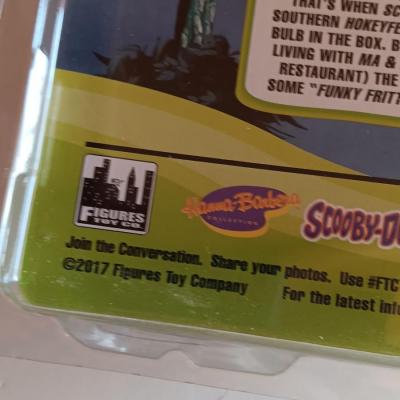 THAT'S WHEN SC
SOUTHERN HOKEYFE
BULB IN THE BOX. B
LIVING WITH MA &
RESTAURANT) THE
SOME "FUNKY FRITT
FIGURES
TOY CO.
Hanna-Barbera
COLLECTION
SCOOBY-DO
Join the Conversation. Share your photos. Use #FTC
©2017 Figures Toy Company
For the latest info